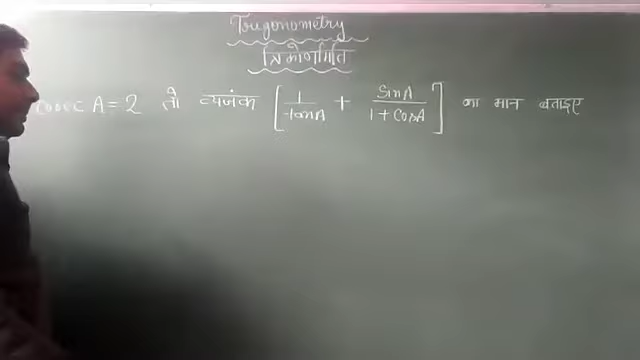 Trigonometry
त्रिकोणमिति
cosec A = 2 तो व्यंजक [ 1/tanA + SinA/1 + CosA ] का मान बताइए